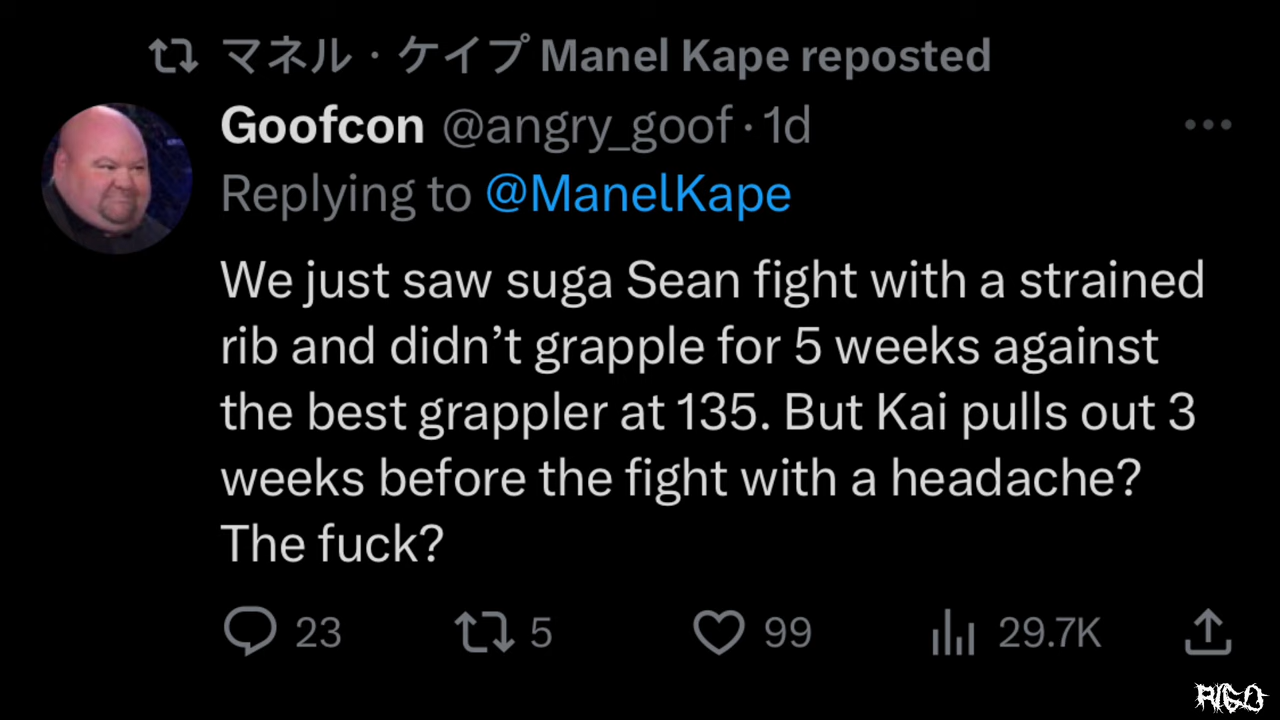 マネル・ケイプ Manel Kape reposted
Goofcon @angry_goof · 1d
Replying to @ManelKape
We just saw suga Sean fight with a strained
rib and didn’t grapple for 5 weeks against
the best grappler at 135. But Kai pulls out 3
weeks before the fight with a headache?
The fuck?
23 5 99 29.7K
RIGO